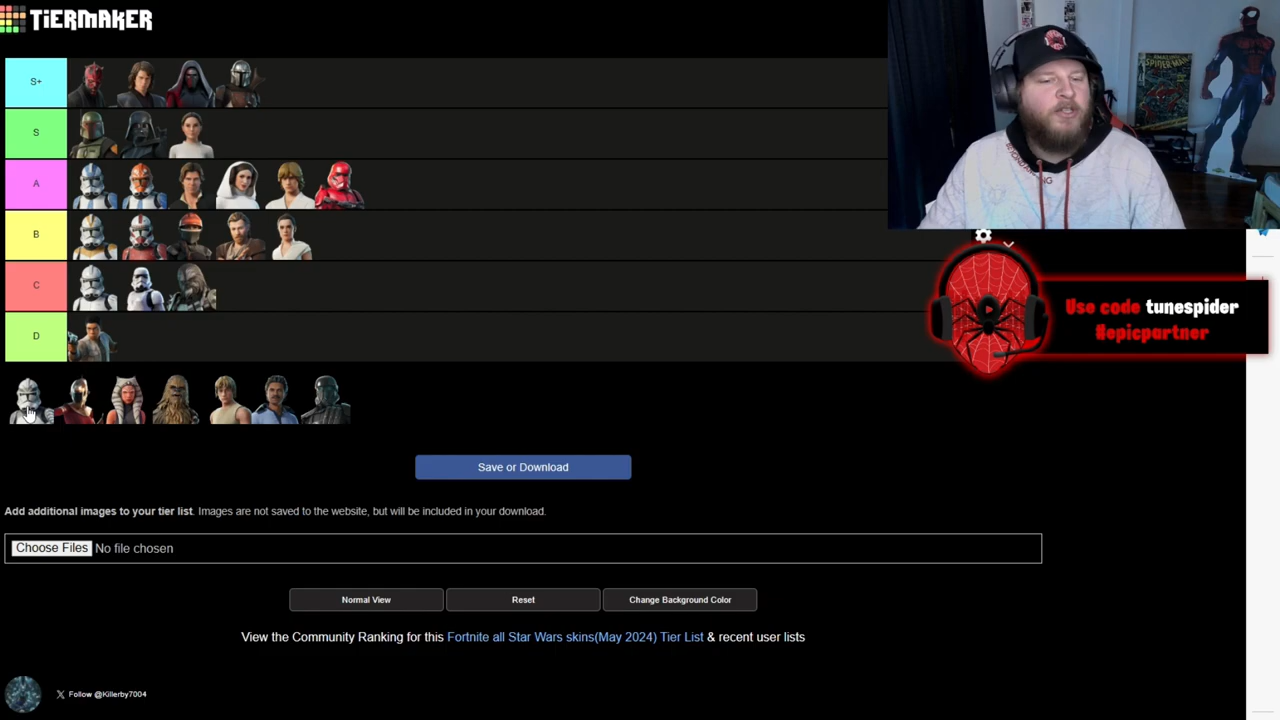 TiERMAKER
S+
S
A
B
C
D
Use code tunespider
#epicpartner
Save or Download
Add additional images to your tier list. Images are not saved to the website, but will be included in your download.
Choose Files No file chosen
Normal View
Reset
Change Background Color
View the Community Ranking for this Fortnite all Star Wars skins(May 2024) Tier List & recent user lists
X Follow @Killerby7004